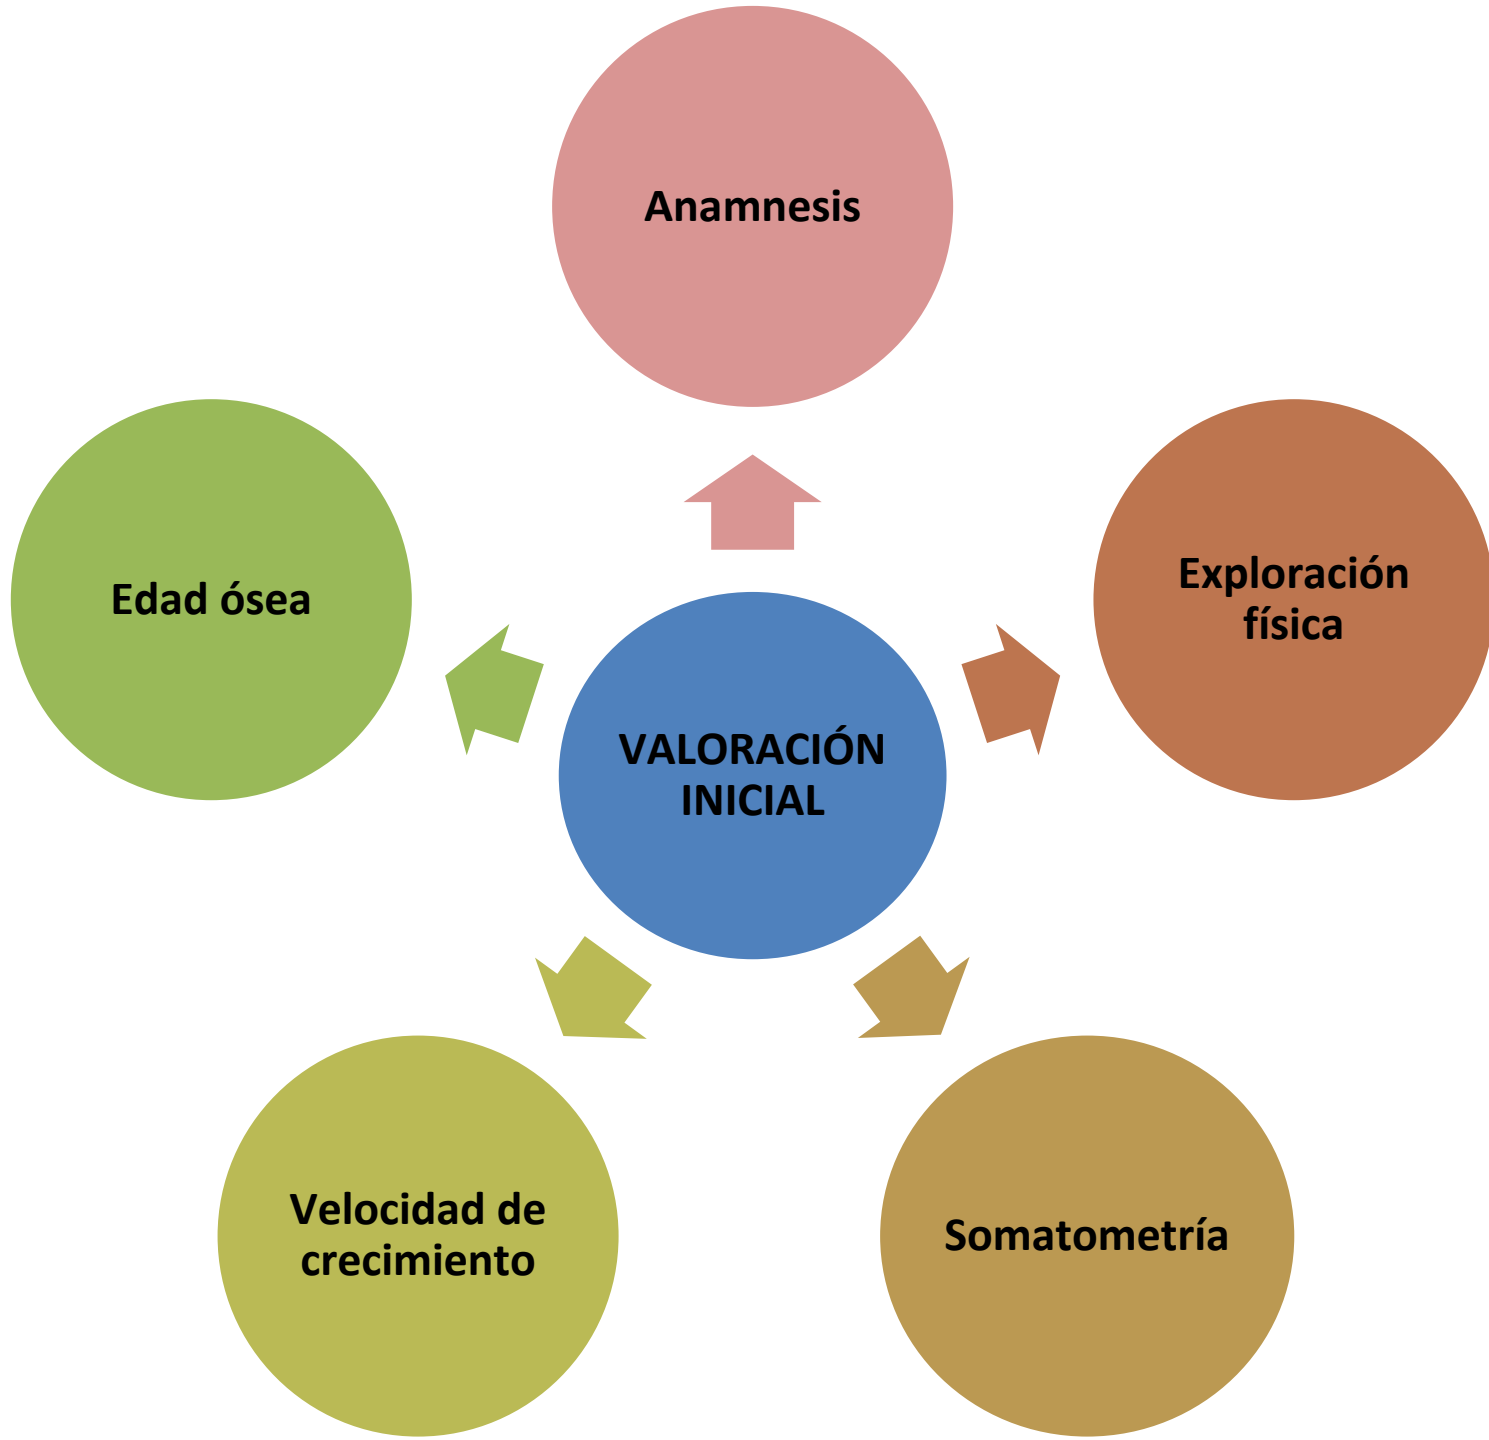 Anamnesis
Edad ósea
Exploración
física
VALORACIÓN
INICIAL
Velocidad de
crecimiento
Somatometría